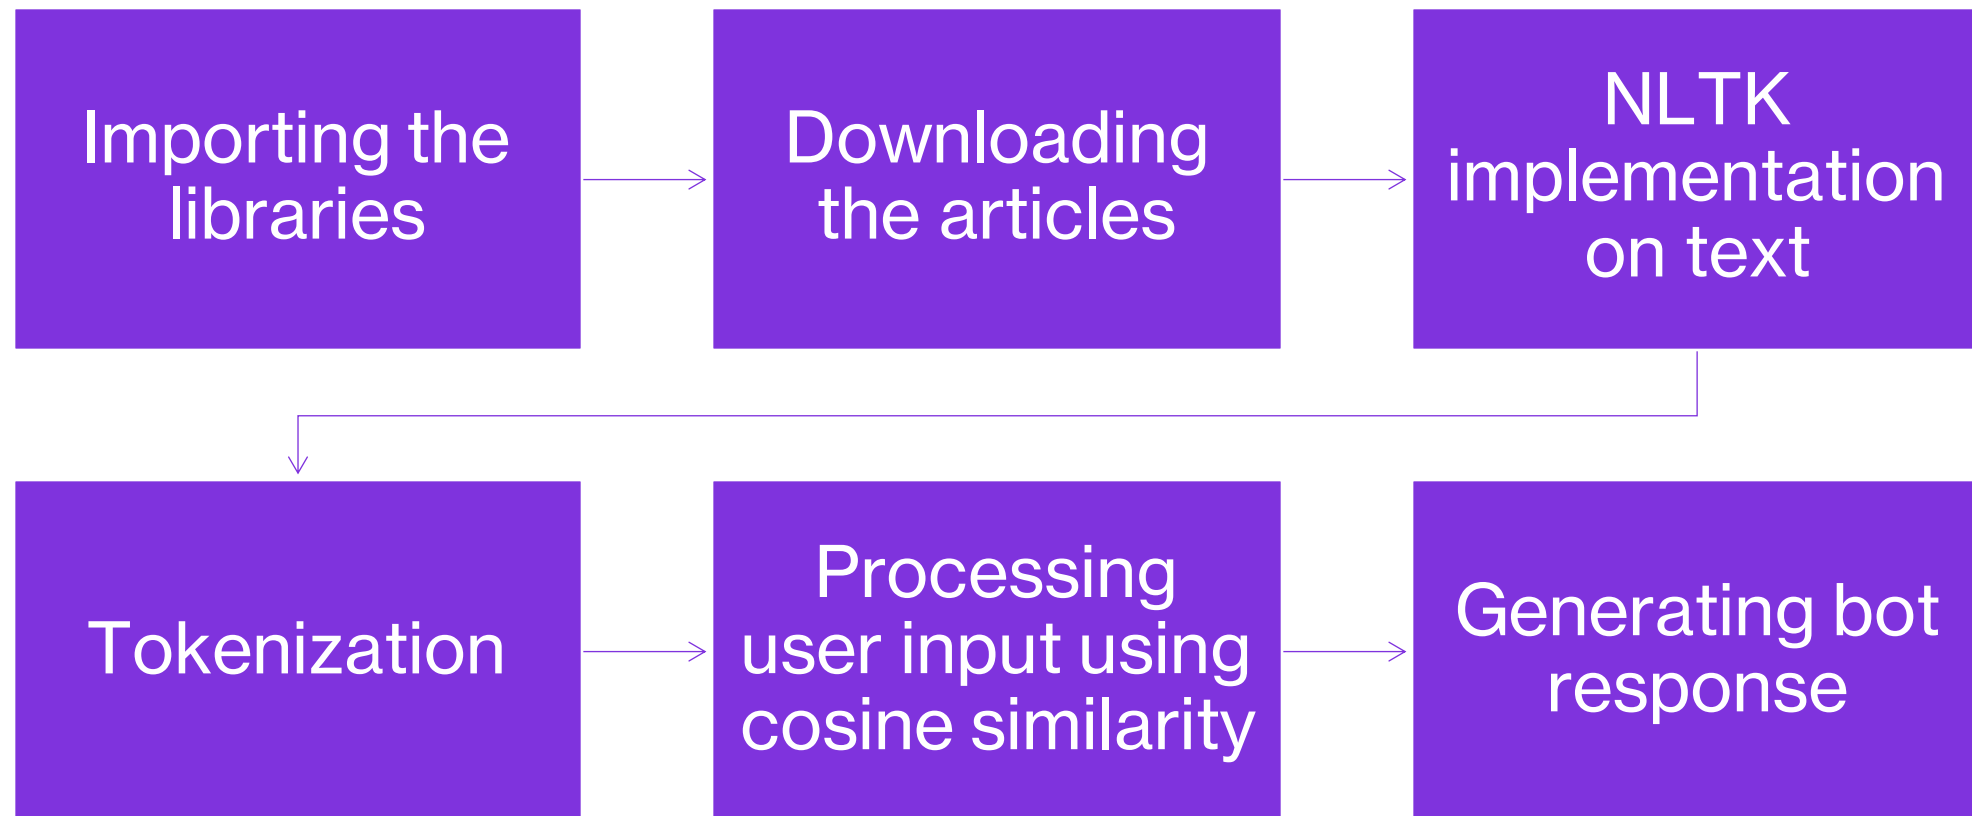 Importing the
libraries
Downloading
the articles
NLTK
implementation
on text
Tokenization
Processing
user input using
cosine similarity
Generating bot
response